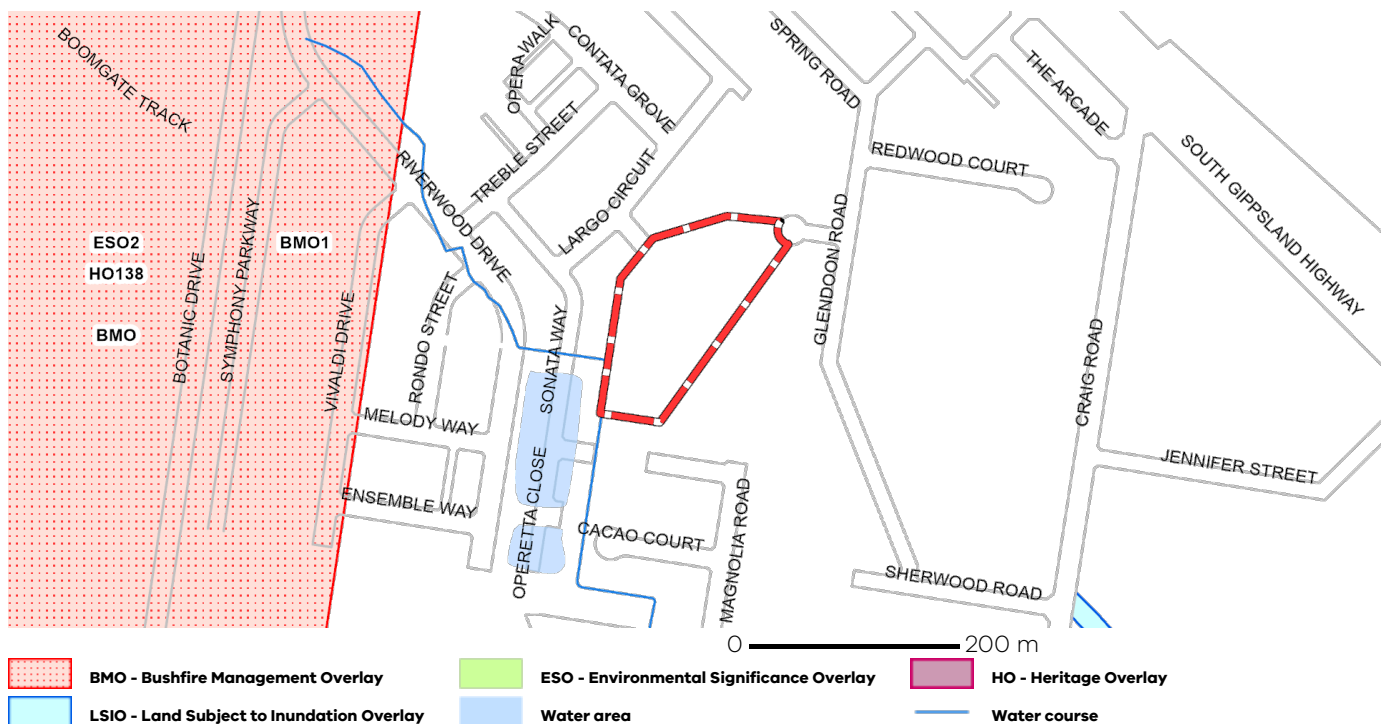 BOOMGATE TRACK
OPERA WALK
CONTATA GROVE
SPRING ROAD
THE ARCADE
SOUTH GIPPSLAND HIGHWAY
TREBLE STREET
RIVERWOOD DRIVE
REDWOOD COURT
LARGO CIRCUIT
GLENDON ROAD
ESO2
HO138
BMO
BMO1
BOTANIC DRIVE
SYMPHONY PARKWAY
VIVALDI DRIVE
RONDO STREET
SONATA WAY
CRAIG ROAD
MELODY WAY
JENNIFER STREET
ENSEMBLE WAY
OPERETTA CLOSE
CACAO COURT
MAGNOLIA ROAD
SHERWOOD ROAD
0 200 m
BMO - Bushfire Management Overlay
ESO - Environmental Significance Overlay
HO - Heritage Overlay
LSIO - Land Subject to Inundation Overlay
Water area
Water course